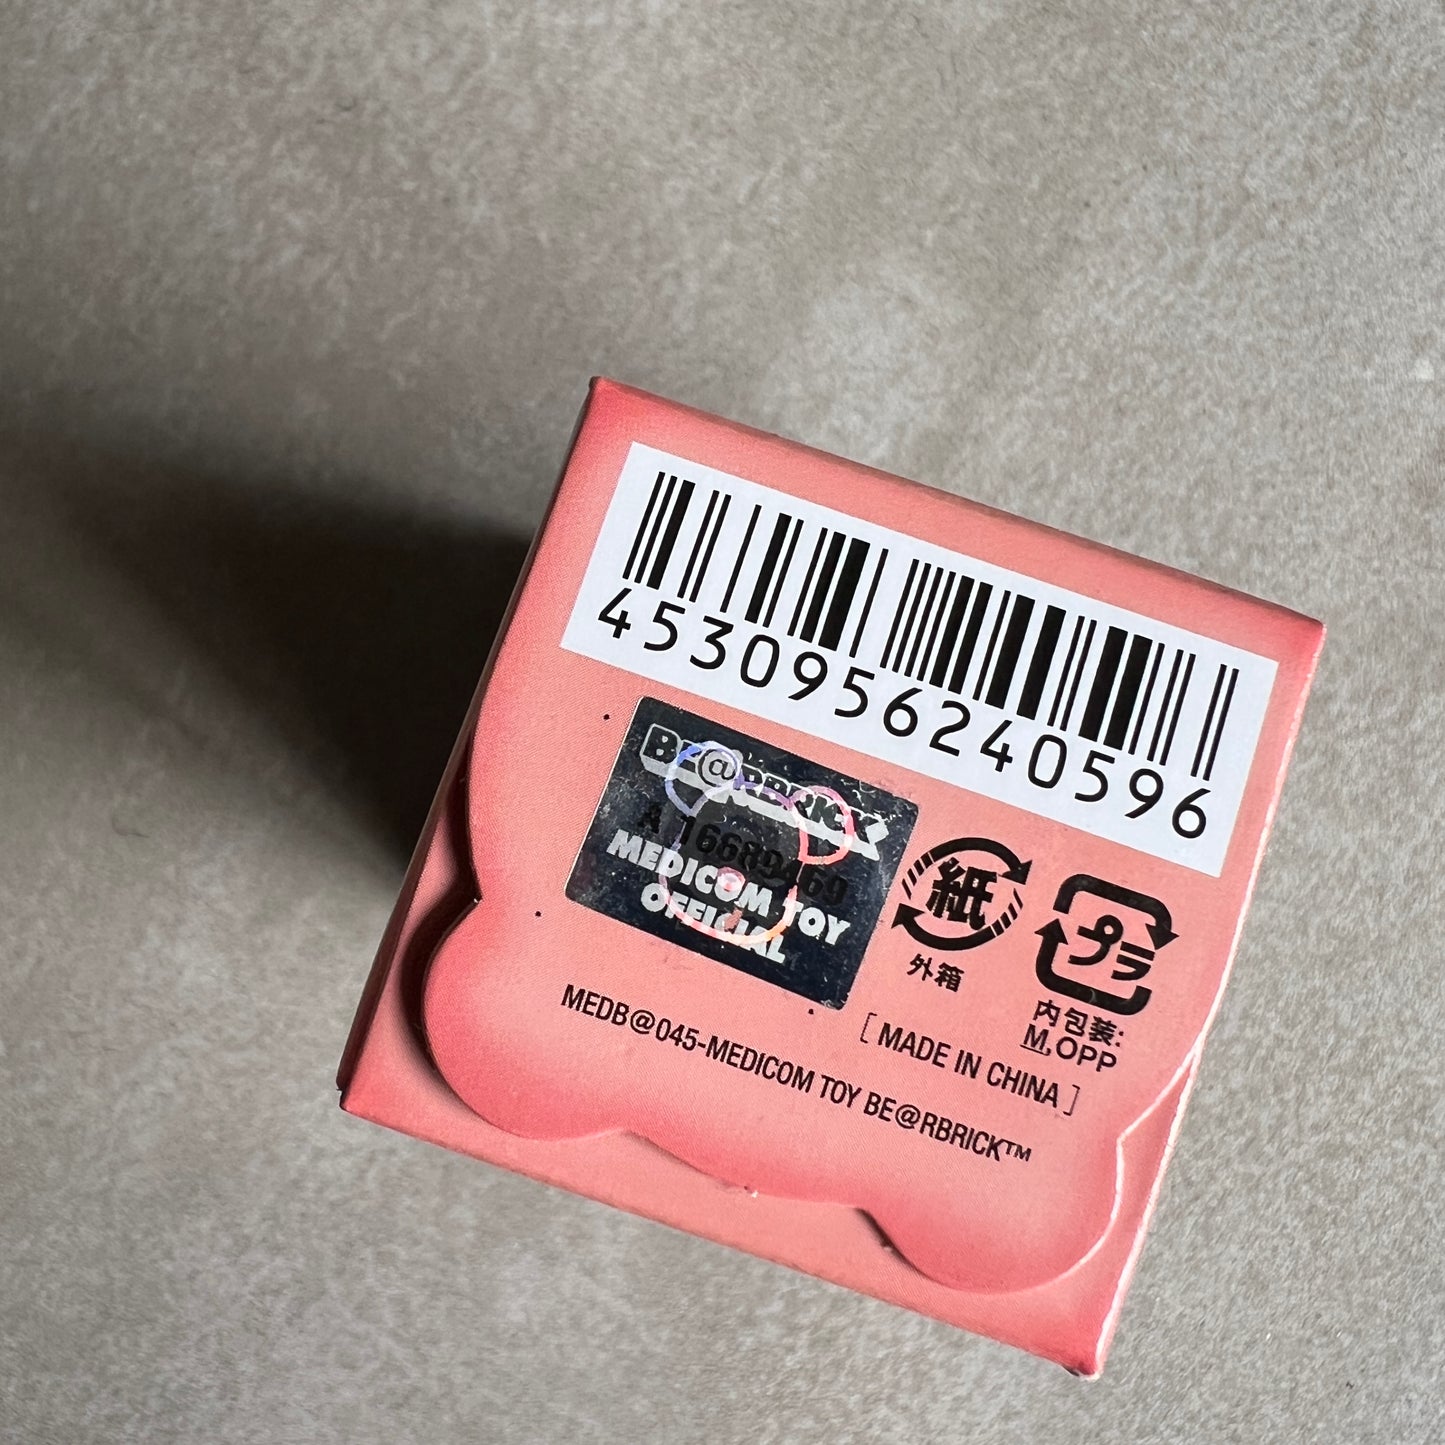 4530956240596
BE@RBRICK
A 16689469
MEDICOM TOY
OFFICIAL
紙
外箱
プラ
内包装:
M,OPP
[ MADE IN CHINA ]
MEDB@045-MEDICOM TOY BE@RBRICK™